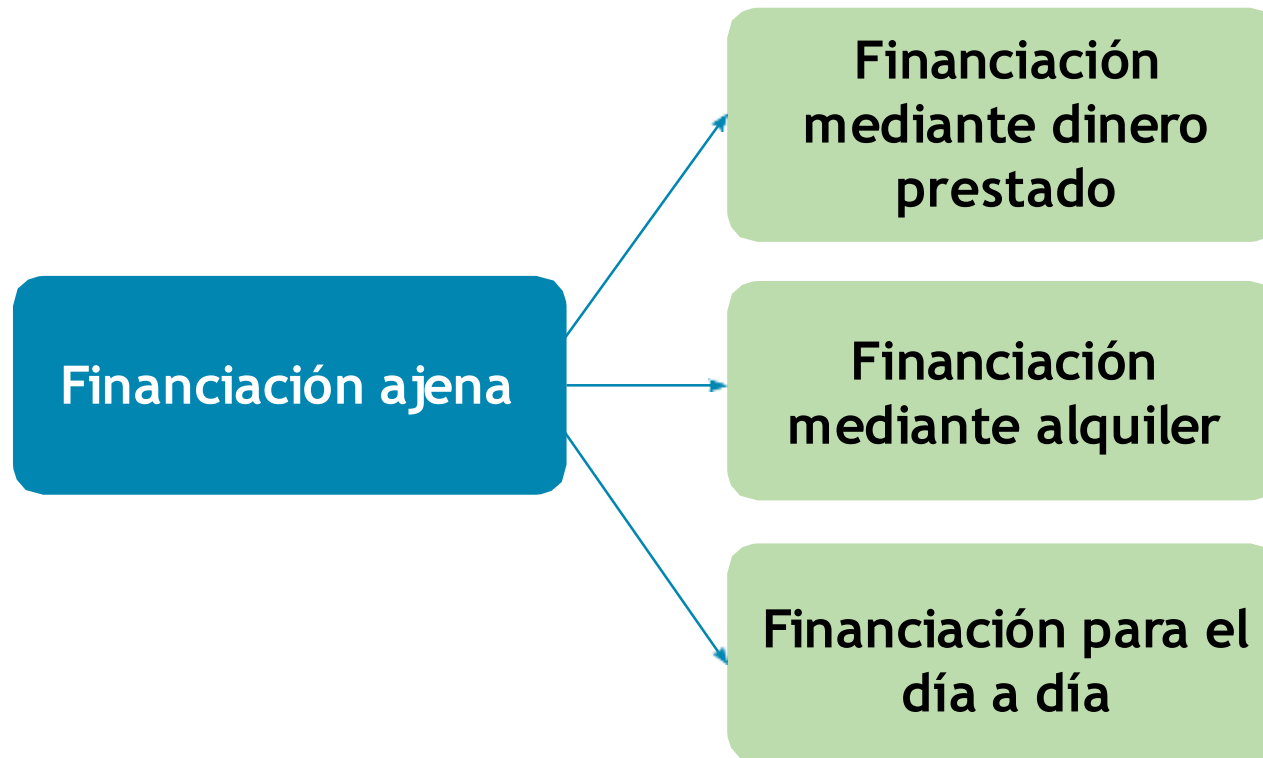 Financiación
mediante dinero
prestado
Financiación ajena
Financiación
mediante alquiler
Financiación para el
día a día